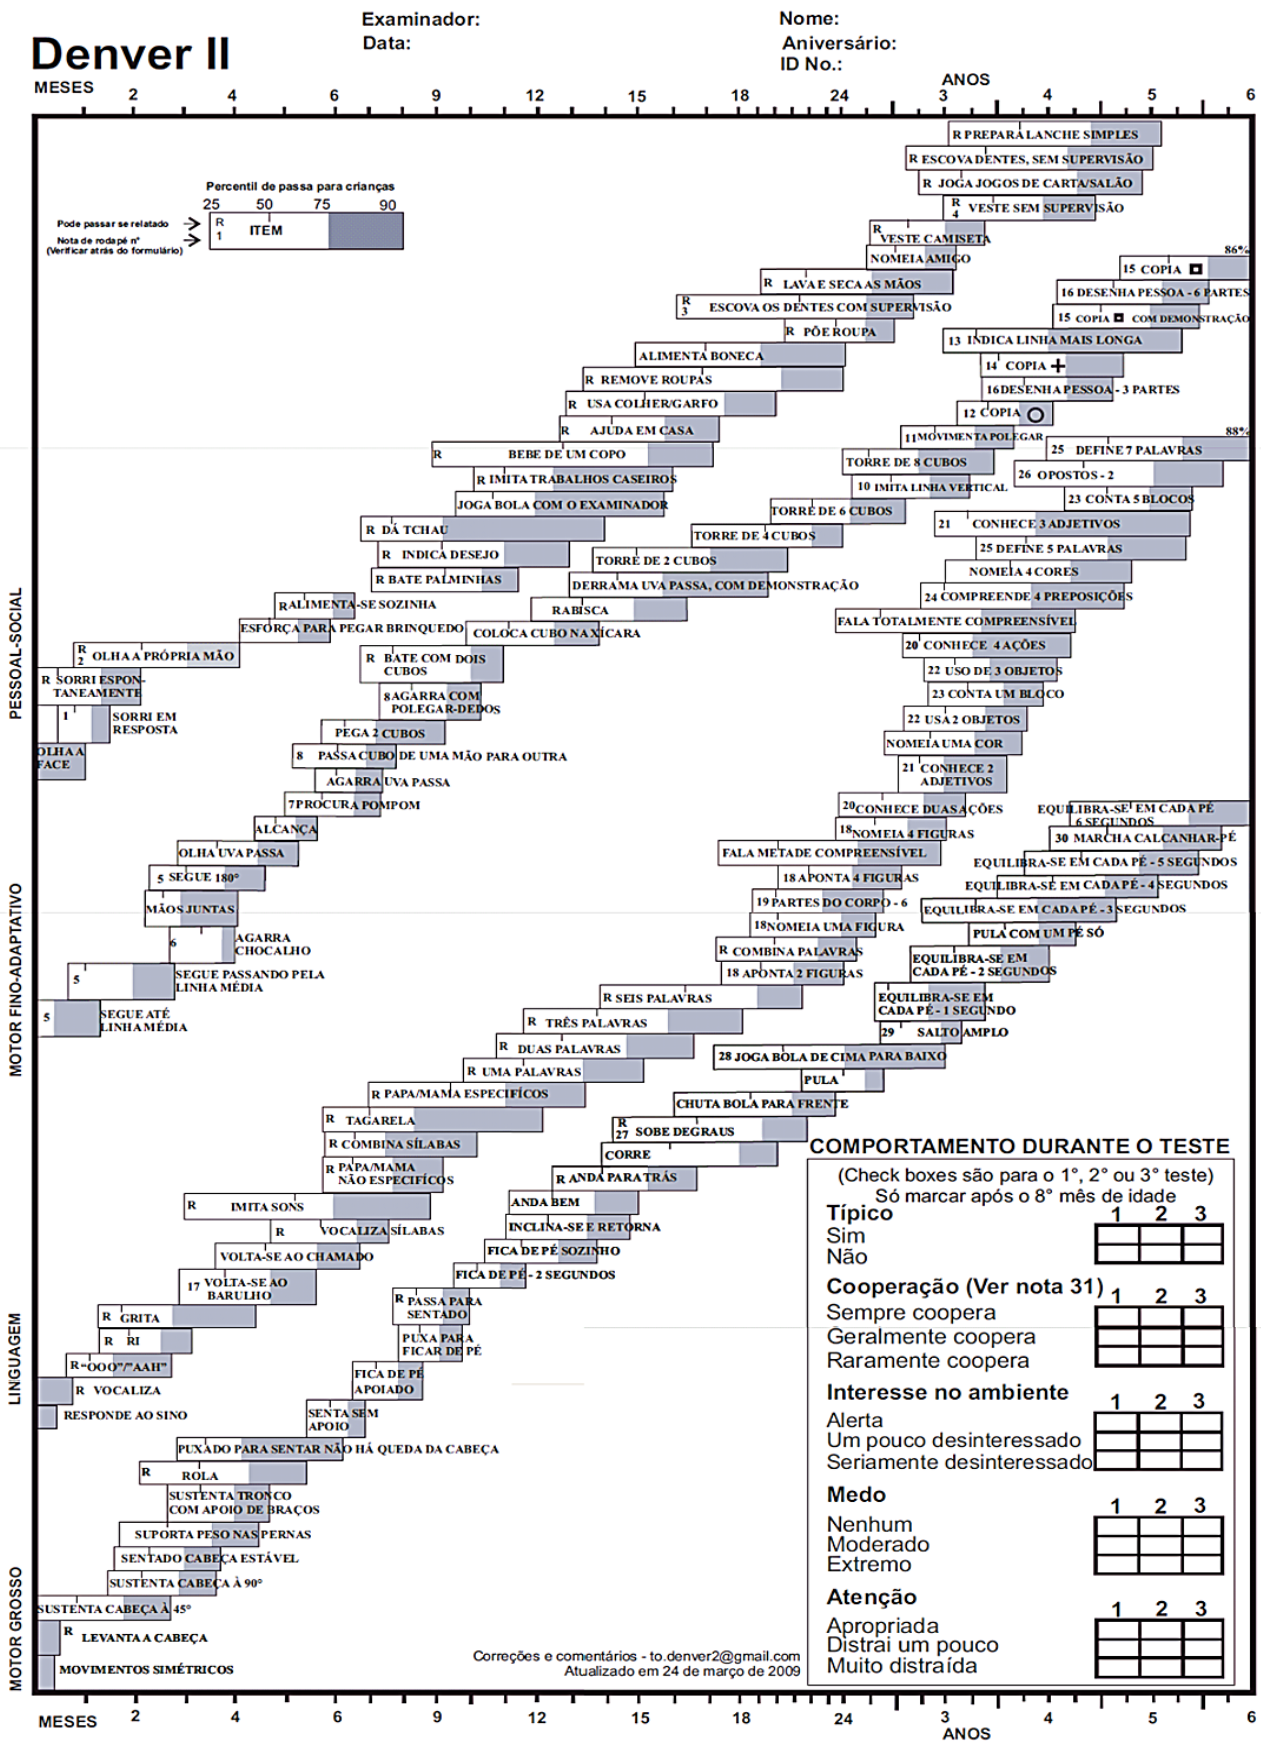 Examinador:
Nome:
Denver II
Data:
Aniversário:
ID No.:
MESES
ANOS
2 4 6 9 12 15 18 24 3 4 5 6
R PREPARA LANCHE SIMPLES
R ESCOVA DENTES, SEM SUPERVISÃO
R JOGA JOGOS DE CARTA/SALÃO
Percentil de passa para crianças
25 50 75 90
Pode passar se relatado
Nota de rodapé n°
(Verificar atrás do formulário)
R
1
ITEM
R
4 VESTE SEM SUPERVISÃO
R
VESTE CAMISETA
NOMEIA AMIGO
86%
15 COPIA
R LAVA E SECA AS MÃOS
16 DESENHA PESSOA - 6 PARTES
R
3 ESCOVA OS DENTES COM SUPERVISÃO
15 COPIA COM DEMONSTRAÇÃO
R PÕE ROUPA
13 INDICA LINHA MAIS LONGA
ALIMENTA BONECA
14 COPIA
R REMOVE ROUPAS
16 DESENHA PESSOA - 3 PARTES
R USA COLHER/GARFO
12 COPIA
R AJUDA EM CASA
11 MOVIMENTA POLEGAR
88%
R BEBE DE UM COPO
25 DEFINE 7 PALAVRAS
TORRE DE 8 CUBOS
R IMITA TRABALHOS CASEIROS
26 OPOSTOS - 2
10 IMITA LINHA VERTICAL
JOGA BOLA COM O EXAMINADOR
23 CONTA 5 BLOCOS
TORRE DE 6 CUBOS
R DÁ TCHAU
21 CONHECE 3 ADJETIVOS
TORRE DE 4 CUBOS
R INDICA DESEJO
25 DEFINE 5 PALAVRAS
TORRE DE 2 CUBOS
R BATE PALMINHAS
NOMEIA 4 CORES
DERRAMA UVA PASSA, COM DEMONSTRAÇÃO
24 COMPREENDE 4 PREPOSIÇÕES
R ALIMENTA-SE SOZINHA
RABISCA
FALA TOTALMENTE COMPREENSÍVEL
ESFORÇA PARA PEGAR BRINQUEDO
COLOCA CUBO NA XÍCARA
20 CONHECE 4 AÇÕES
R
2 OLHA A PRÓPRIA MÃO
R BATE COM DOIS
CUBOS
22 USO DE 3 OBJETOS
R SORRI ESPON-
TANEAMENTE
8 AGARRA COM
POLEGAR-DEDOS
23 CONTA UM BLOCO
1 SORRI EM
RESPOSTA
22 USA 2 OBJETOS
PEGA 2 CUBOS
NOMEIA UMA COR
OLHA A
FACE
8 PASSA CUBO DE UMA MÃO PARA OUTRA
21 CONHECE 2
ADJETIVOS
AGARRA UVA PASSA
7 PROCURA POMPOM
20 CONHECE DUAS AÇÕES
EQUILIBRA-SE EM CADA PÉ
6 SEGUNDOS
ALCANÇA
18 NOMEIA 4 FIGURAS
30 MARCHA CALCANHAR-PÉ
OLHA UVA PASSA
FALA METADE COMPREENSÍVEL
EQUILIBRA-SE EM CADA PÉ - 5 SEGUNDOS
5 SEGUE 180°
18 APONTA 4 FIGURAS
EQUILIBRA-SE EM CADA PÉ - 4 SEGUNDOS
MÃOS JUNTAS
19 PARTES DO CORPO - 6
EQUILIBRA-SE EM CADA PÉ - 3 SEGUNDOS
18 NOMEIA UMA FIGURA
PULA COM UM PÉ SÓ
6 AGARRA
CHOCALHO
R COMBINA PALAVRAS
EQUILIBRA-SE EM
CADA PÉ - 2 SEGUNDOS
5 SEGUE PASSANDO PELA
LINHA MÉDIA
18 APONTA 2 FIGURAS
R SEIS PALAVRAS
EQUILIBRA-SE EM
CADA PÉ - 1 SEGUNDO
5 SEGUE ATÉ
LINHA MÉDIA
R TRÊS PALAVRAS
29 SALTO AMPLO
R DUAS PALAVRAS
28 JOGA BOLA DE CIMA PARA BAIXO
R UMA PALAVRAS
PULA
R PAPA/MAMA ESPECIFÍCOS
CHUTA BOLA PARA FRENTE
R TAGARELA
R
27 SOBE DEGRAUS
R COMBINA SÍLABAS
CORRE
R PAPA/MAMA
NÃO ESPECIFÍCOS
R ANDA PARA TRÁS
R IMITA SONS
ANDA BEM
R VOCALIZA SÍLABAS
INCLINA-SE E RETORNA
VOLTA-SE AO CHAMADO
FICA DE PÉ SOZINHO
17 VOLTA-SE AO
BARULHO
FICA DE PÉ - 2 SEGUNDOS
R GRITA
R PASSA PARA
SENTADO
R RI
PUXA PARA
FICAR DE PÉ
R "OOO"/"AAH"
FICA DE PÉ
APOIADO
R VOCALIZA
RESPONDE AO SINO
SENTA SEM
APOIO
PUXADO PARA SENTAR NÃO HÁ QUEDA DA CABEÇA
R ROLA
SUSTENTA TRONCO
COM APOIO DE BRAÇOS
SUPORTA PESO NAS PERNAS
SENTADO CABEÇA ESTÁVEL
SUSTENTA CABEÇA À 90°
SUSTENTA CABEÇA À 45°
R LEVANTA A CABEÇA
MOVIMENTOS SIMÉTRICOS
PESSOAL-SOCIAL
MOTOR FINO-ADAPTATIVO
LINGUAGEM
MOTOR GROSSO
COMPORTAMENTO DURANTE O TESTE
(Check boxes são para o 1°, 2° ou 3° teste)
Só marcar após o 8° mês de idade
Típico
1 2 3
Sim
Não
Cooperação (Ver nota 31)
1 2 3
Sempre coopera
Geralmente coopera
Raramente coopera
Interesse no ambiente
1 2 3
Alerta
Um pouco desinteressado
Seriamente desinteressado
Medo
1 2 3
Nenhum
Moderado
Extremo
Atenção
1 2 3
Apropriada
Distrai um pouco
Muito distraída
Correções e comentários - to.denver2@gmail.com
Atualizado em 24 de março de 2009
MESES
2 4 6 9 12 15 18 24 3 4 5 6
ANOS